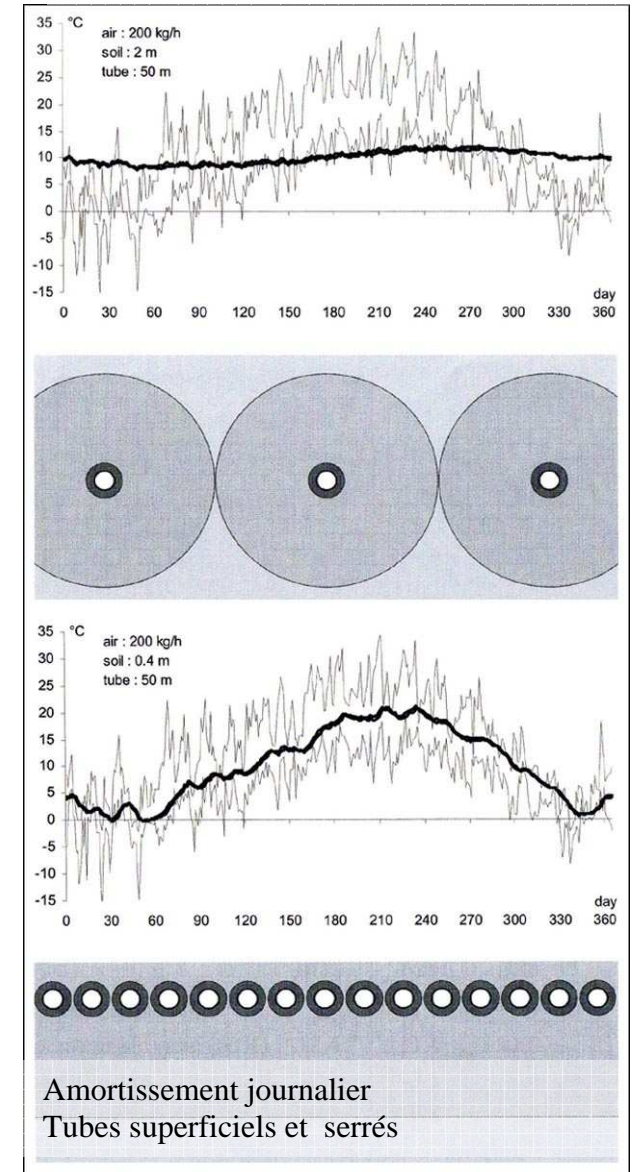 35
°C
30
25
20
15
10
5
0
-5
-10
-15
air : 200 kg/h
soil : 2 m
tube : 50 m
day
0 30 60 90 120 150 180 210 240 270 300 330 360
35
°C
30
25
20
15
10
5
0
-5
-10
-15
air : 200 kg/h
soil : 0.4 m
tube : 50 m
day
0 30 60 90 120 150 180 210 240 270 300 330 360
Amortissement journalier
Tubes superficiels et serrés